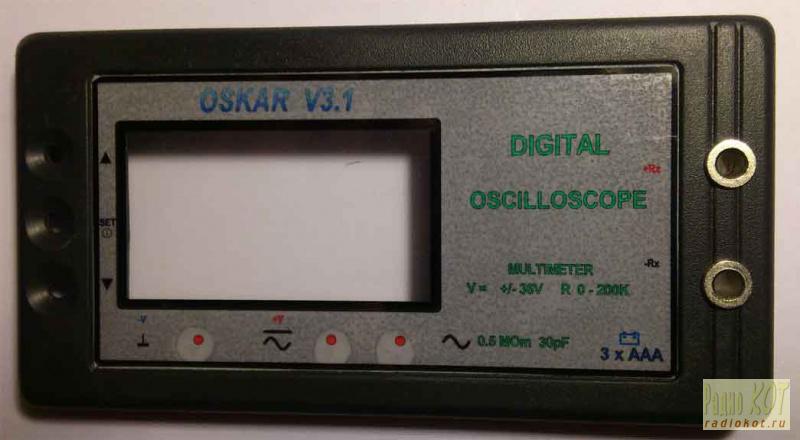 OSKAR V3.1
DIGITAL
+Rx
OSCILLOSCOPE
SET
-Rx
MULTIMETER
V = +/- 36V R 0 - 200K
-V
+V
0.5 MOm 30pF
3 x AAA
Радио КОТ
radiokot.ru